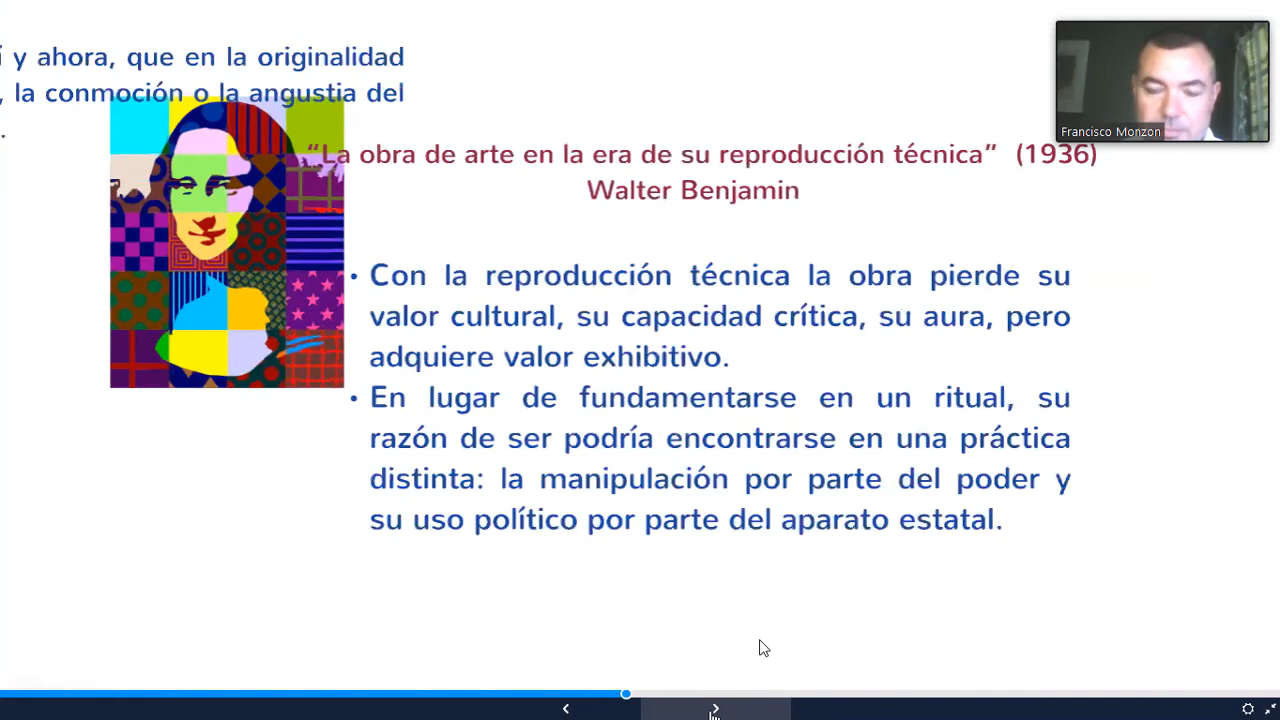 y ahora, que en la originalidad
, la conmoción o la angustia del
.
Francisco Monzon
“La obra de arte en la era de su reproducción técnica” (1936)
Walter Benjamin
• Con la reproducción técnica la obra pierde su
valor cultural, su capacidad crítica, su aura, pero
adquiere valor exhibitivo.
• En lugar de fundamentarse en un ritual, su
razón de ser podría encontrarse en una práctica
distinta: la manipulación por parte del poder y
su uso político por parte del aparato estatal.